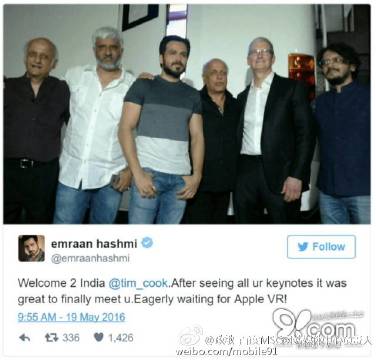 emraan hashmi
@emraanhashmi
Follow
Welcome 2 India @tim_cook.After seeing all ur keynotes it was
great to finally meet u.Eagerly waiting for Apple VR!
9:55 AM - 19 May 2016
336
1,426
.com
weibo.com/mobile91